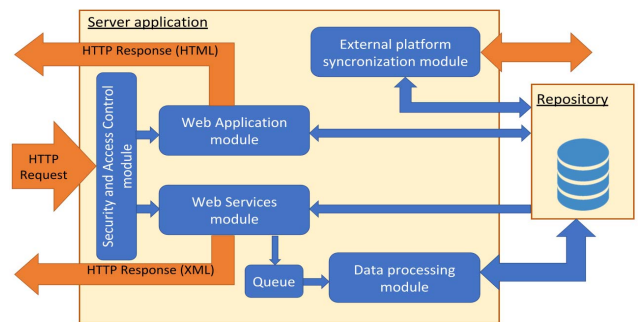 Server application
HTTP Response (HTML)
External platform
syncronization module
Repository
Security and Access Control
module
Web Application
module
HTTP
Request
Web Services
module
HTTP Response (XML)
Queue
Data processing
module